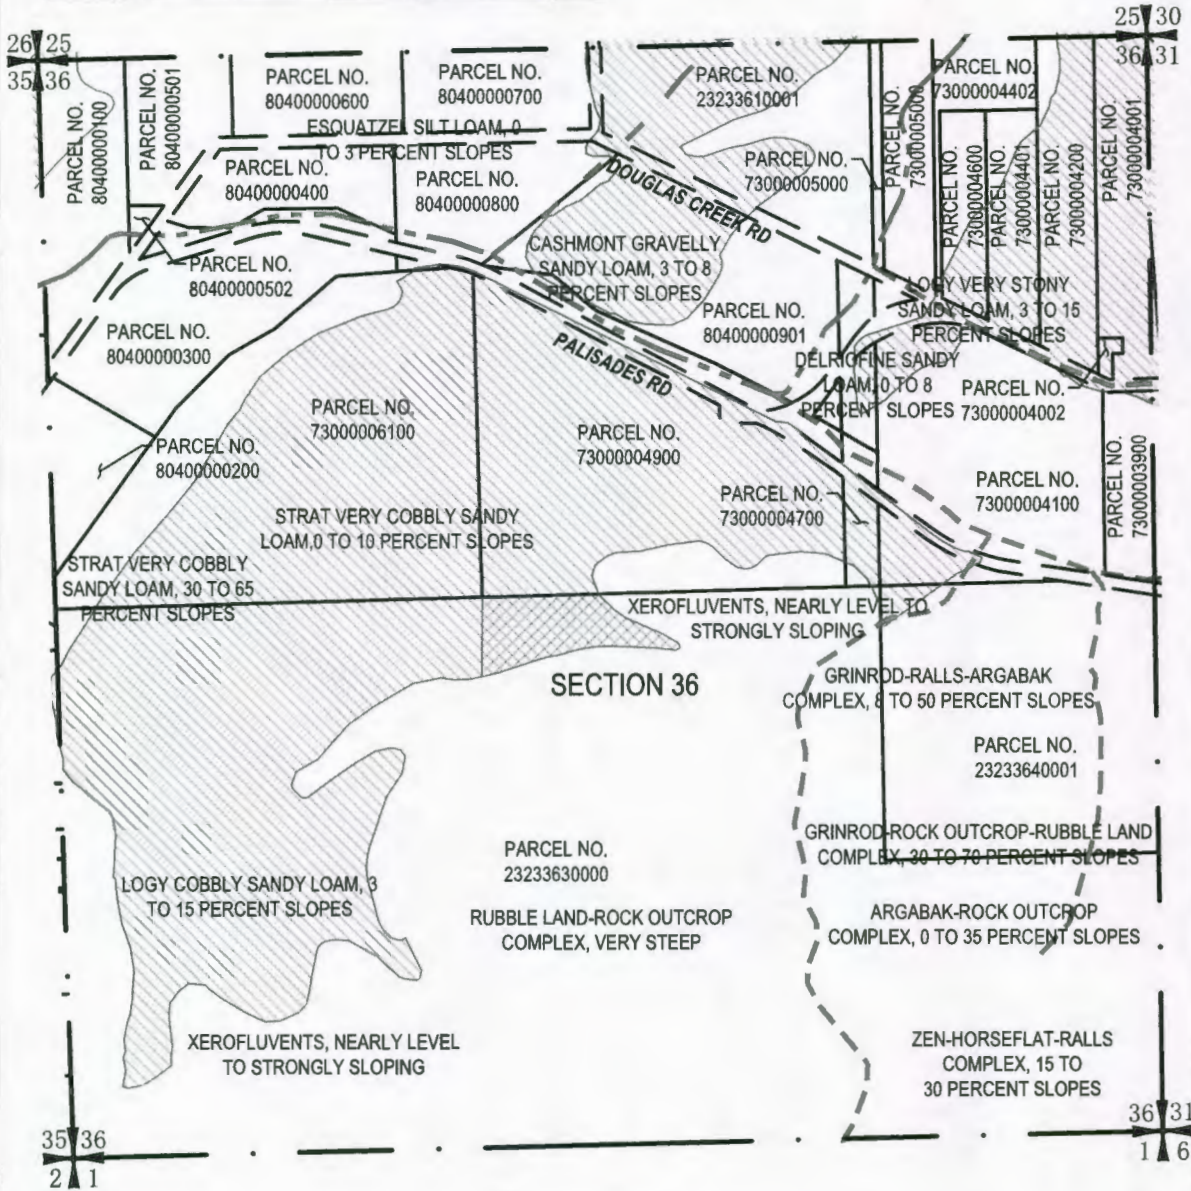 26 25
35 36
25 30
36 31
PARCEL NO.
80400000100
PARCEL NO.
80400000501
PARCEL NO.
80400000600
PARCEL NO.
80400000700
ESQUATZEL SILT LOAM, 0
TO 3 PERCENT SLOPES
PARCEL NO.
80400000400
PARCEL NO.
80400000800
PARCEL NO.
23233610001
PARCEL NO.
73000005000
PARCEL NO.
73000005000
PARCEL NO.
73000004402
PARCEL NO.
73000004600
PARCEL NO.
73000004401
PARCEL NO.
73000004200
PARCEL NO.
73000004001
DOUGLAS CREEK RD
CASHMONT GRAVELLY
SANDY LOAM, 3 TO 8
PERCENT SLOPES
PARCEL NO.
80400000502
PARCEL NO.
80400000300
PARCEL NO.
80400000901
LOGY VERY STONY
SANDY LOAM, 3 TO 15
PERCENT SLOPES
PALISADES RD
DELRIOFINE SANDY
LOAM, 0 TO 8
PERCENT SLOPES
PARCEL NO.
73000004002
PARCEL NO.
73000006100
PARCEL NO.
80400000200
PARCEL NO.
73000004900
PARCEL NO.
73000004700
PARCEL NO.
73000004100
PARCEL NO.
73000003900
STRAT VERY COBBLY SANDY
LOAM,0 TO 10 PERCENT SLOPES
STRAT VERY COBBLY
SANDY LOAM, 30 TO 65
PERCENT SLOPES
XEROFLUVENTS, NEARLY LEVEL TO
STRONGLY SLOPING
SECTION 36
GRINROD-RALLS-ARGABAK
COMPLEX, 8 TO 50 PERCENT SLOPES
PARCEL NO.
23233640001
GRINROD-ROCK OUTCROP-RUBBLE LAND
COMPLEX, 30 TO 70 PERCENT SLOPES
PARCEL NO.
23233630000
LOGY COBBLY SANDY LOAM, 3
TO 15 PERCENT SLOPES
RUBBLE LAND-ROCK OUTCROP
COMPLEX, VERY STEEP
ARGABAK-ROCK OUTCROP
COMPLEX, 0 TO 35 PERCENT SLOPES
XEROFLUVENTS, NEARLY LEVEL
TO STRONGLY SLOPING
ZEN-HORSEFLAT-RALLS
COMPLEX, 15 TO
30 PERCENT SLOPES
35 36
2 1
36 31
1 6